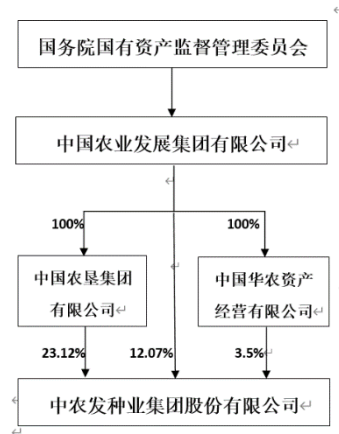 国务院国有资产监督管理委员会
中国农业发展集团有限公司
100%
100%
中国农垦集团
有限公司
中国华农资产
经营有限公司
23.12%
12.07%
3.5%
中农发种业集团股份有限公司